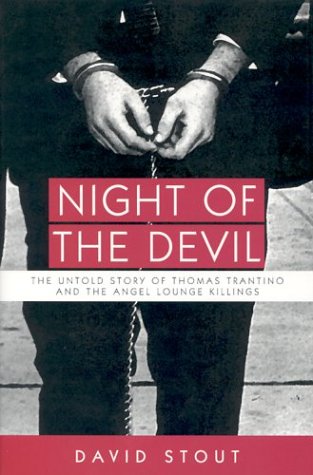 NIGHT OF
THE DEVIL
THE UNTOLD STORY OF THOMAS TRANTINO
AND THE ANGEL LOUNGE KILLINGS
DAVID STOUT